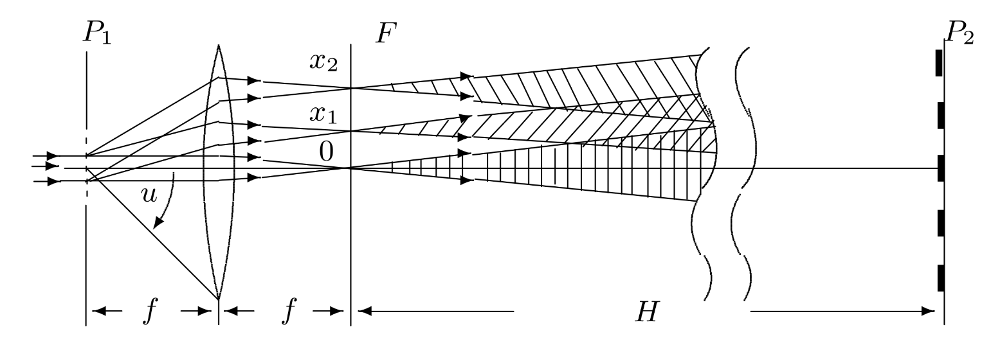 P₁ F P₂
x₂
x₁
0
u
f f H